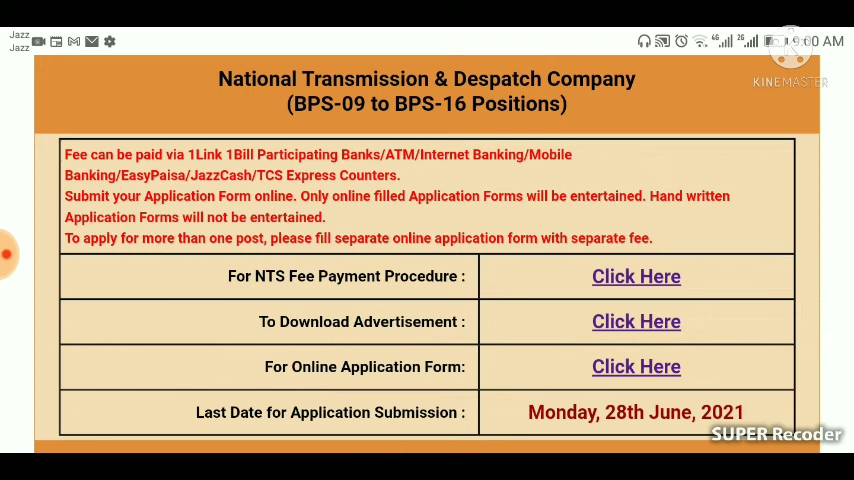 Jazz
Jazz
4G
2G
9:00 AM
KINEMASTER
National Transmission & Despatch Company
(BPS-09 to BPS-16 Positions)
Fee can be paid via 1Link 1Bill Participating Banks/ATM/Internet Banking/Mobile
Banking/EasyPaisa/JazzCash/TCS Express Counters.
Submit your Application Form online. Only online filled Application Forms will be entertained. Hand written
Application Forms will not be entertained.
To apply for more than one post, please fill separate online application form with separate fee.
For NTS Fee Payment Procedure : Click Here
To Download Advertisement : Click Here
For Online Application Form: Click Here
Last Date for Application Submission : Monday, 28th June, 2021
SUPER Recoder